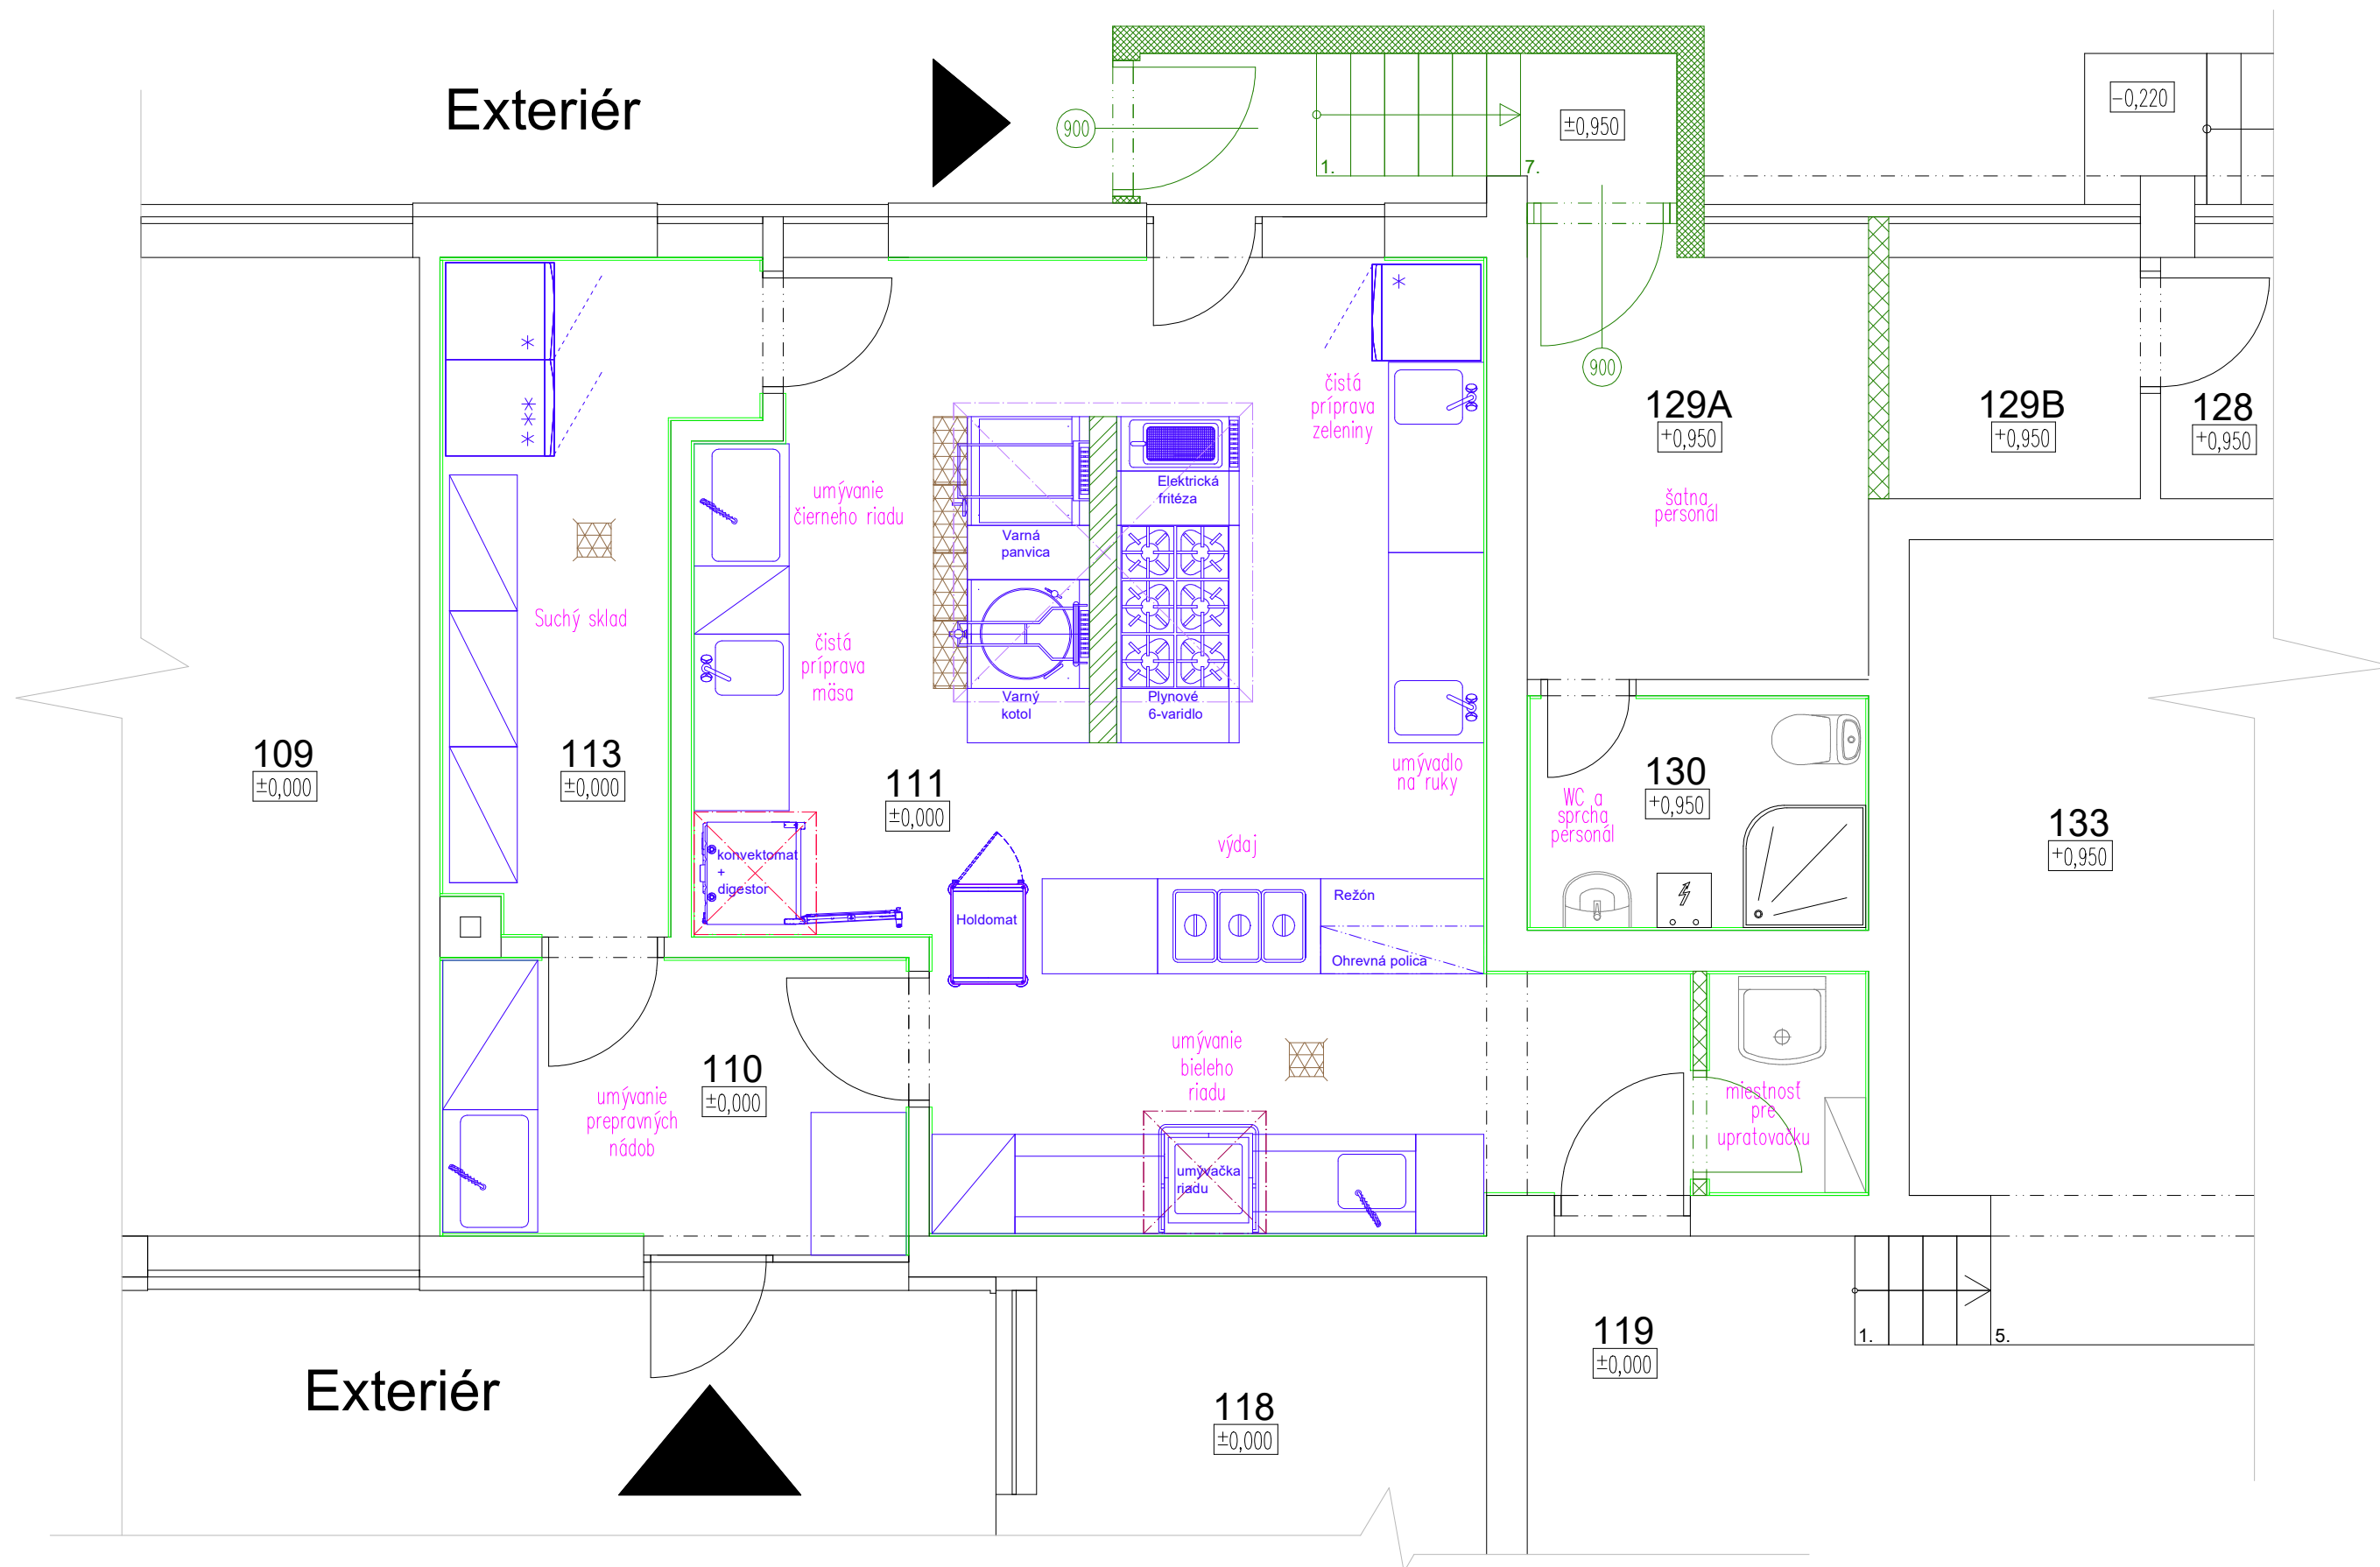 Exteriér
900
1.
7.
±0,950
-0,220
900
*
*
**
*
čistá
príprava
zeleniny
129A
+0,950
129B
+0,950
128
+0,950
umývanie
čierneho riadu
Elektrická
fritéza
šatna
personál
Varná
panvica
Suchý sklad
čistá
príprava
mäsa
Varný
kotol
Plynové
6-varidlo
109
±0,000
113
±0,000
111
±0,000
umývadlo
na ruky
130
+0,950
WC a
sprcha
personál
133
+0,950
výdaj
konvektomat
+
digestor
Holdomat
Režón
Ohrevná polica
110
±0,000
umývanie
prepravných
nádob
umývanie
bieleho
riadu
umývačka
riadu
miestnosť
pre
upratovačku
Exteriér
118
±0,000
119
±0,000
1.
5.